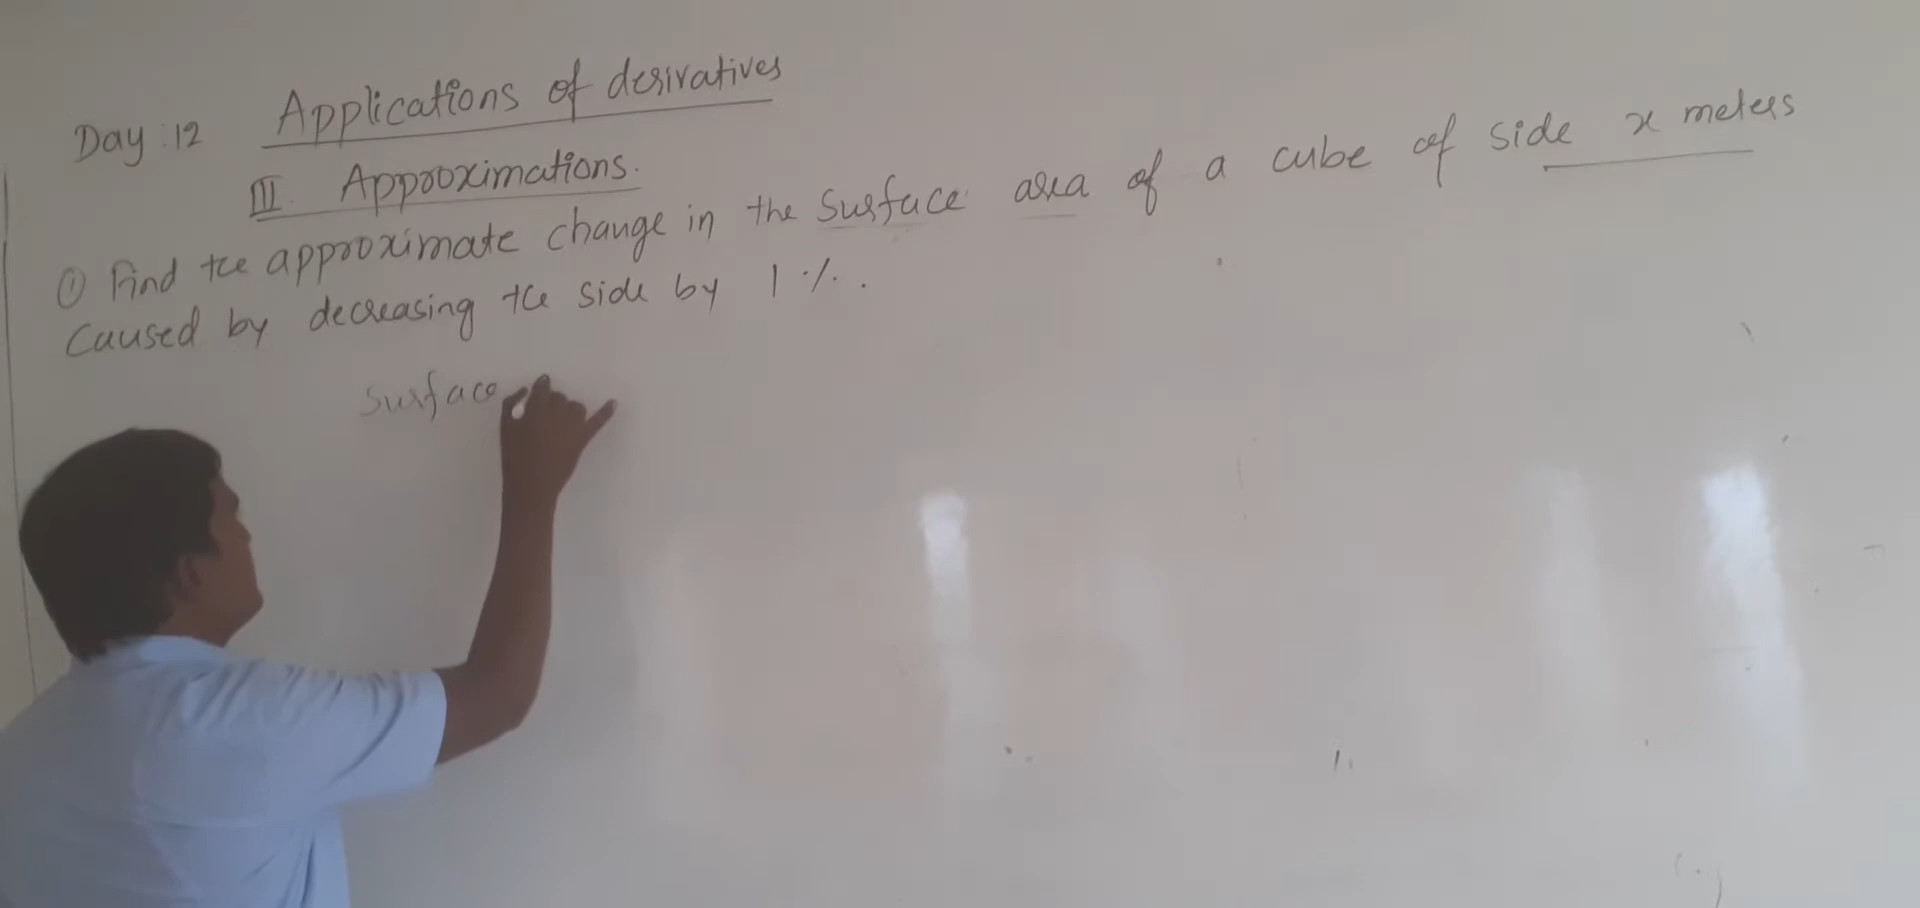 Day : 12 Applications of derivatives
III. Approximations.
① Find the approximate change in the surface area of a cube of side x meters
caused by decreasing the side by 1 %.
Surface